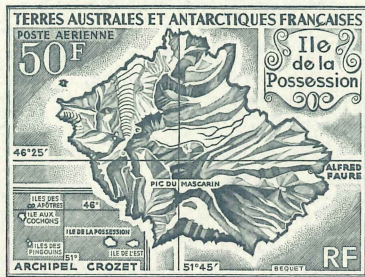 TERRES AUSTRALES ET ANTARCTIQUES FRANÇAISES
POSTE AERIENNE
50F
Ile
de la
Possession
46°25'
ALFRED
FAURE
PIC DU MASCARIN
ILES DES
APÔTRES
46°
ILE AUX
COCHONS
ILE DE LA POSSESSION
ILES DES
PINGOUINS
51°
ILE DE L'EST
ARCHIPEL CROZET
51°45'
BEQUET
RF